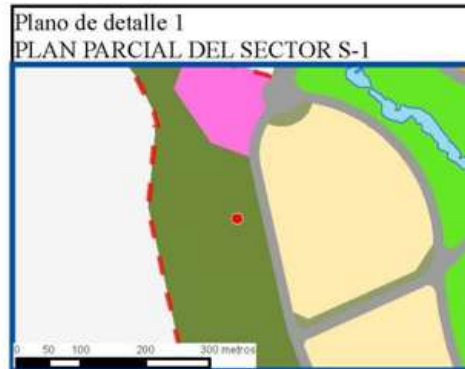 Plano de detalle 1
PLAN PARCIAL DEL SECTOR S-1
0 50 100 200 300 metros